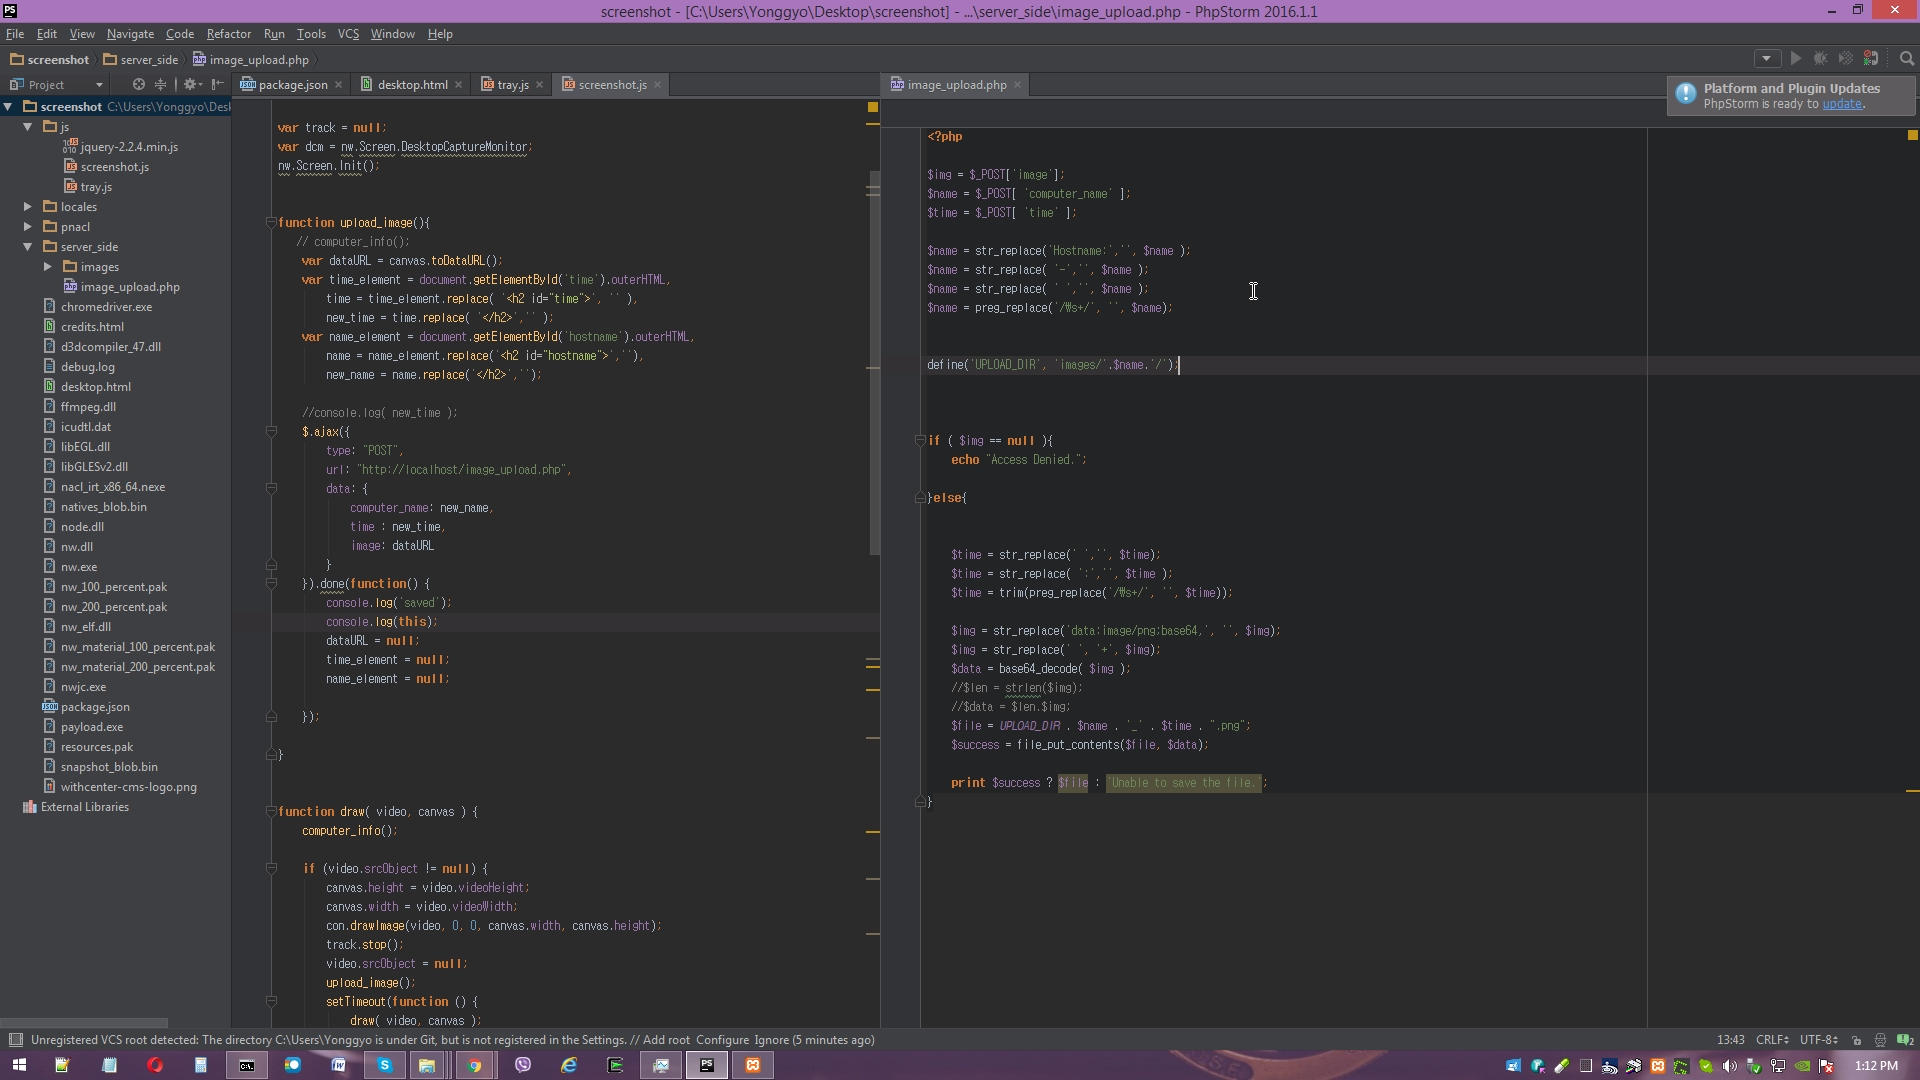 screenshot - [C:\Users\Yonggyo\Desktop\screenshot] - ...\server_side\image_upload.php - PhpStorm 2016.1.1
File Edit View Navigate Code Refactor Run Tools VCS Window Help
screenshot server_side image_upload.php
Project
package.json desktop.html tray.js screenshot.js image_upload.php
Platform and Plugin Updates
PhpStorm is ready to update.
screenshot C:\Users\Yonggyo\Desk
js
jquery-2.2.4.min.js
screenshot.js
tray.js
locales
pnacl
server_side
images
image_upload.php
chromedriver.exe
credits.html
d3dcompiler_47.dll
debug.log
desktop.html
ffmpeg.dll
icudtl.dat
libEGL.dll
libGLESv2.dll
nacl_irt_x86_64.nexe
natives_blob.bin
node.dll
nw.dll
nw.exe
nw_100_percent.pak
nw_200_percent.pak
nw_elf.dll
nw_material_100_percent.pak
nw_material_200_percent.pak
nwjc.exe
package.json
payload.exe
resources.pak
snapshot_blob.bin
withcenter-cms-logo.png
External Libraries
var track = null;
var dcm = nw.Screen.DesktopCaptureMonitor;
nw.Screen.Init();
function upload_image(){
// computer_info();
var dataURL = canvas.toDataURL();
var time_element = document.getElementById('time').outerHTML,
time = time_element.replace( '<h2 id="time">', '' ),
new_time = time.replace( '</h2>','' );
var name_element = document.getElementById('hostname').outerHTML,
name = name_element.replace('<h2 id="hostname">',''),
new_name = name.replace('</h2>','');
//console.log( new_time );
$.ajax({
type: "POST",
url: "http://localhost/image_upload.php",
data: {
computer_name: new_name,
time : new_time,
image: dataURL
}
}).done(function() {
console.log('saved');
console.log(this);
dataURL = null;
time_element = null;
name_element = null;
});
}
function draw( video, canvas ) {
computer_info();
if (video.srcObject != null) {
canvas.height = video.videoHeight;
canvas.width = video.videoWidth;
con.drawImage(video, 0, 0, canvas.width, canvas.height);
track.stop();
video.srcObject = null;
upload_image();
setTimeout(function () {
draw( video, canvas );
<?php
$img = $_POST['image'];
$name = $_POST[ 'computer_name' ];
$time = $_POST[ 'time' ];
$name = str_replace('Hostname:','', $name );
$name = str_replace( '-','', $name );
$name = str_replace( ' ','', $name );
$name = preg_replace('/₩s+/', '', $name);
define('UPLOAD_DIR', 'images/'.$name.'/');
if ( $img == null ){
echo "Access Denied.";
}else{
$time = str_replace(' ','', $time);
$time = str_replace( ':','', $time );
$time = trim(preg_replace('/₩s+/', '', $time));
$img = str_replace('data:image/png;base64,', '', $img);
$img = str_replace(' ', '+', $img);
$data = base64_decode( $img );
//$len = strlen($img);
//$data = $len.$img;
$file = UPLOAD_DIR . $name . '_' . $time . ".png";
$success = file_put_contents($file, $data);
print $success ? $file : 'Unable to save the file.';
}
Unregistered VCS root detected: The directory C:\Users\Yonggyo is under Git, but is not registered in the Settings. // Add root Configure Ignore (5 minutes ago)
13:43 CRLF UTF-8
1:12 PM